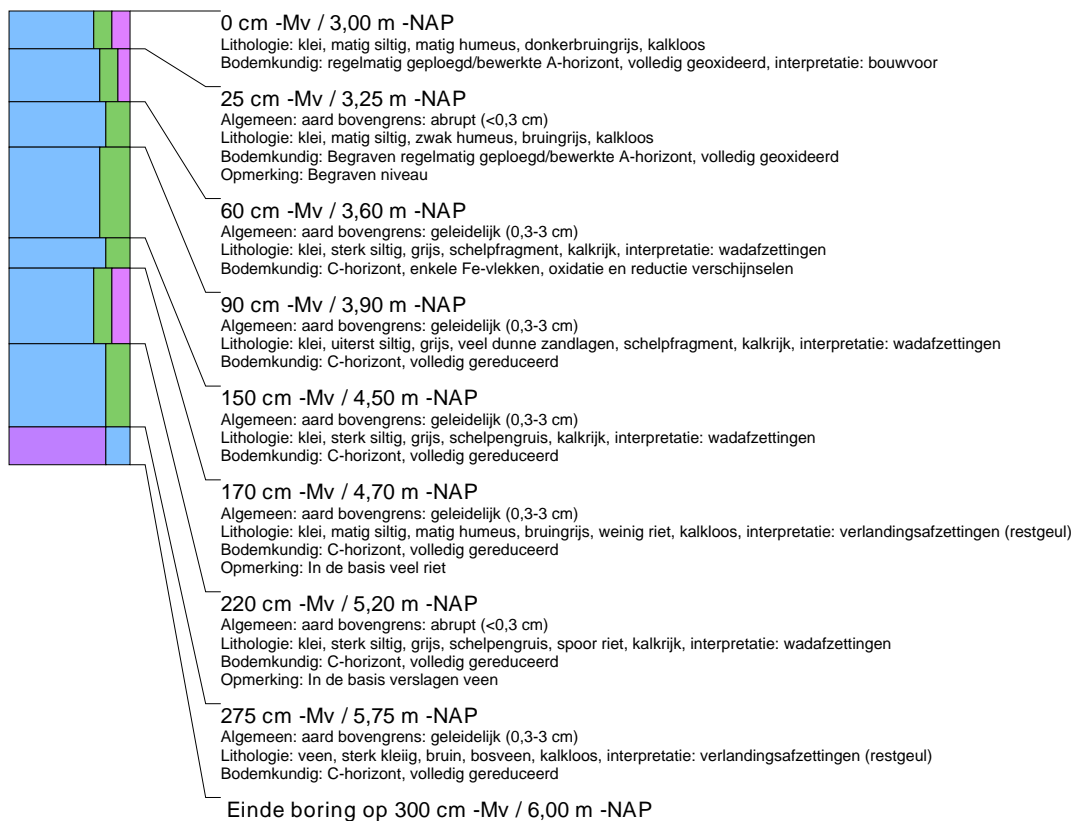 0 cm -Mv / 3,00 m -NAP
Lithologie: klei, matig siltig, matig humeus, donkerbruingrijs, kalkloos
Bodemkundig: regelmatig geploegd/bewerkte A-horizont, volledig geoxideerd, interpretatie: bouwvoor
25 cm -Mv / 3,25 m -NAP
Algemeen: aard bovengrens: abrupt (<0,3 cm)
Lithologie: klei, matig siltig, zwak humeus, bruingrijs, kalkloos
Bodemkundig: Begraven regelmatig geploegd/bewerkte A-horizont, volledig geoxideerd
Opmerking: Begraven niveau
60 cm -Mv / 3,60 m -NAP
Algemeen: aard bovengrens: geleidelijk (0,3-3 cm)
Lithologie: klei, sterk siltig, grijs, schelpfragment, kalkrijk, interpretatie: wadafzettingen
Bodemkundig: C-horizont, enkele Fe-vlekken, oxidatie en reductie verschijnselen
90 cm -Mv / 3,90 m -NAP
Algemeen: aard bovengrens: geleidelijk (0,3-3 cm)
Lithologie: klei, uiterst siltig, grijs, veel dunne zandlagen, schelpfragment, kalkrijk, interpretatie: wadafzettingen
Bodemkundig: C-horizont, volledig gereduceerd
150 cm -Mv / 4,50 m -NAP
Algemeen: aard bovengrens: geleidelijk (0,3-3 cm)
Lithologie: klei, sterk siltig, grijs, schelpengruis, kalkrijk, interpretatie: wadafzettingen
Bodemkundig: C-horizont, volledig gereduceerd
170 cm -Mv / 4,70 m -NAP
Algemeen: aard bovengrens: geleidelijk (0,3-3 cm)
Lithologie: klei, matig siltig, matig humeus, bruingrijs, weinig riet, kalkloos, interpretatie: verlandingsafzettingen (restgeul)
Bodemkundig: C-horizont, volledig gereduceerd
Opmerking: In de basis veel riet
220 cm -Mv / 5,20 m -NAP
Algemeen: aard bovengrens: abrupt (<0,3 cm)
Lithologie: klei, sterk siltig, grijs, schelpengruis, spoor riet, kalkrijk, interpretatie: wadafzettingen
Bodemkundig: C-horizont, volledig gereduceerd
Opmerking: In de basis verslagen veen
275 cm -Mv / 5,75 m -NAP
Algemeen: aard bovengrens: geleidelijk (0,3-3 cm)
Lithologie: veen, sterk kleiig, bruin, bosveen, kalkloos, interpretatie: verlandingsafzettingen (restgeul)
Bodemkundig: C-horizont, volledig gereduceerd
Einde boring op 300 cm -Mv / 6,00 m -NAP